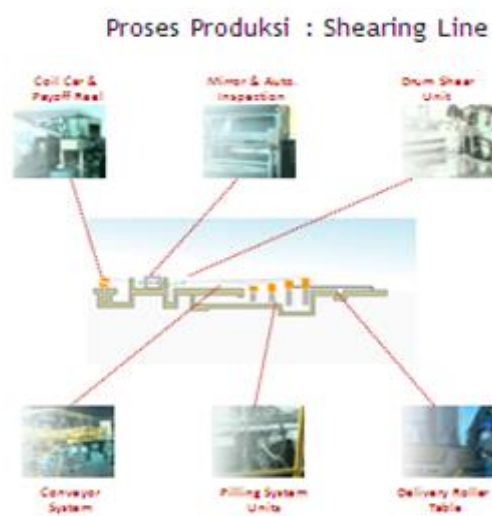 Proses Produksi : Shearing Line
Coil Car &
Payoff Reel
Mirror & Auto.
Inspection
Drum Shear
Unit
Conveyor
System
Pilling System
Units
Delivery Roller
Table